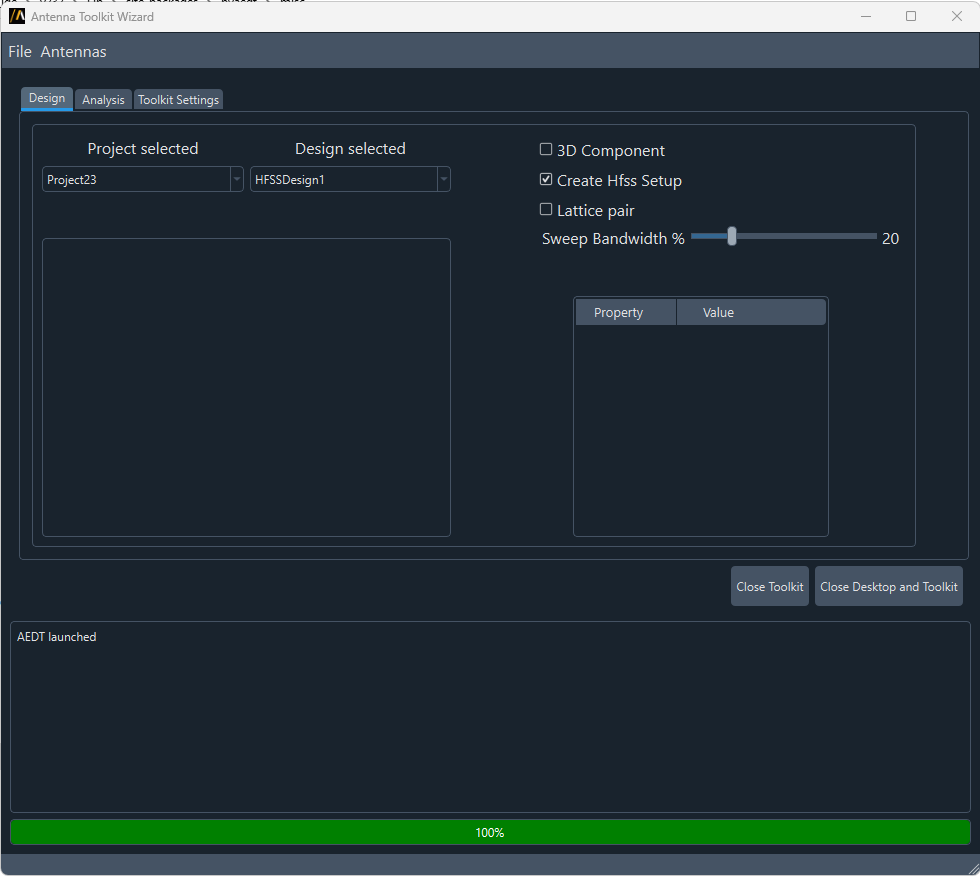 Antenna Toolkit Wizard
File Antennas
Design Analysis Toolkit Settings
Project selected Design selected
Project23 HFSSDesign1
3D Component
Create Hfss Setup
Lattice pair
Sweep Bandwidth % 20
Property Value
Close Toolkit Close Desktop and Toolkit
AEDT launched
100%